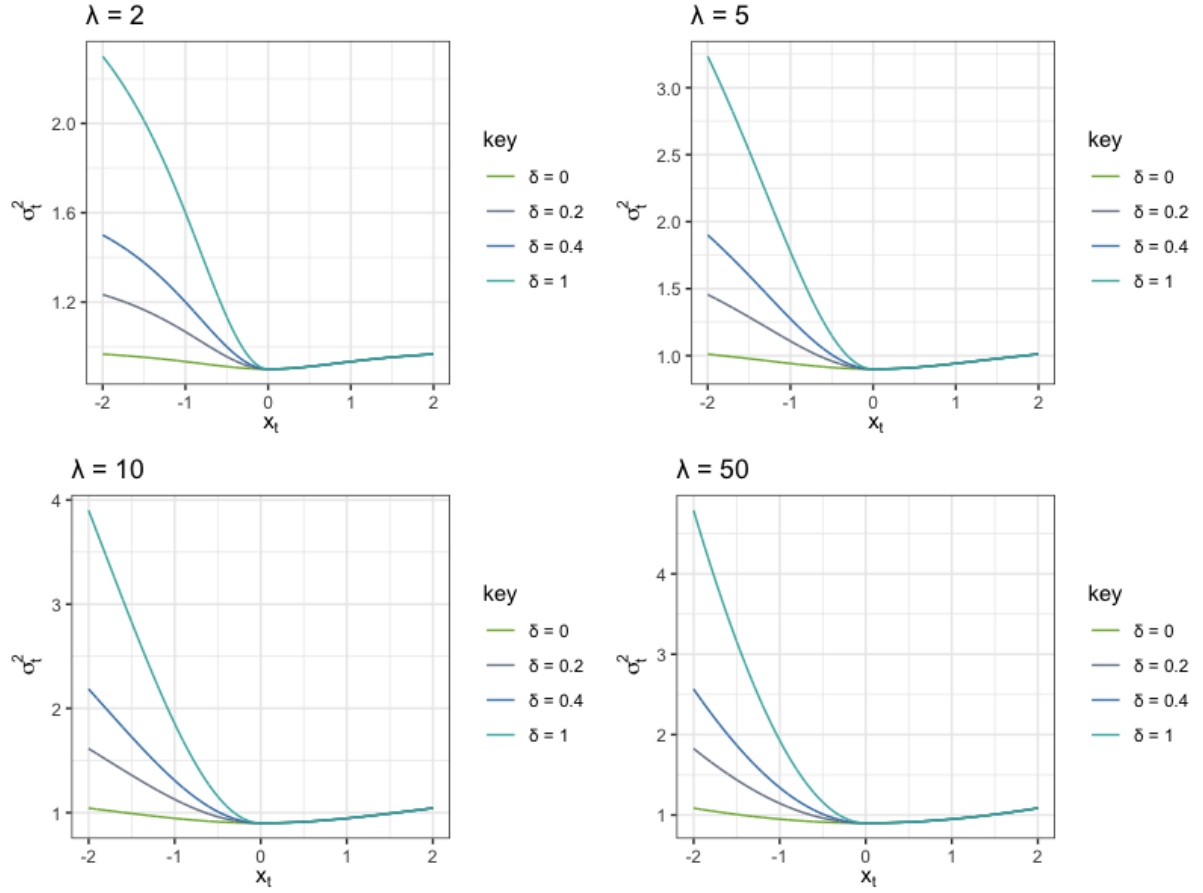 λ = 2
2.0
1.6
1.2
σ²ₜ
-2 -1 0 1 2
xₜ
key
δ = 0
δ = 0.2
δ = 0.4
δ = 1
λ = 5
3.0
2.5
2.0
1.5
1.0
σ²ₜ
-2 -1 0 1 2
xₜ
key
δ = 0
δ = 0.2
δ = 0.4
δ = 1
λ = 10
4
3
2
1
σ²ₜ
-2 -1 0 1 2
xₜ
key
δ = 0
δ = 0.2
δ = 0.4
δ = 1
λ = 50
4
3
2
1
σ²ₜ
-2 -1 0 1 2
xₜ
key
δ = 0
δ = 0.2
δ = 0.4
δ = 1